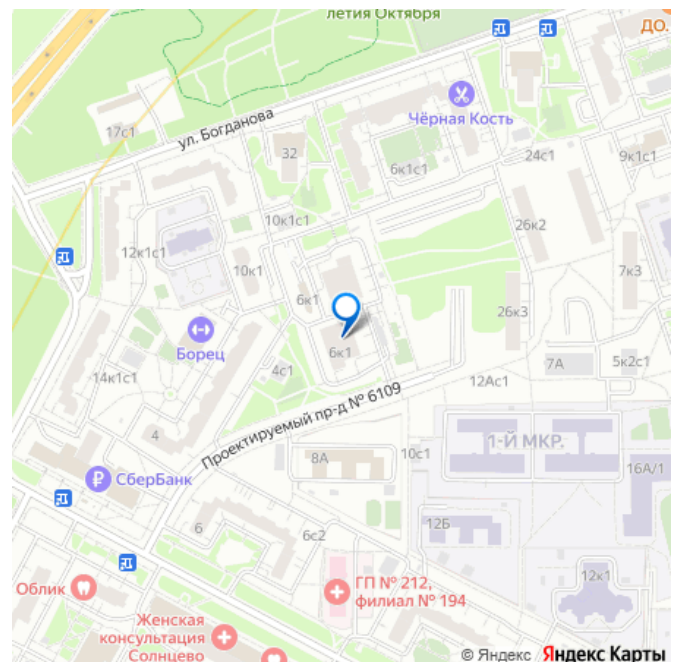 летия Октября
ДО.
17с1
ул. Богданова
Чёрная Кость
32
6к1с1
24с1
9к1с1
10к1с1
26к2
12к1с1
10к1
7к3
6к1
26к3
Борец
6к1
4с1
7А
5к2с1
14к1с1
12Ас1
Проектируемый пр-д № 6109
4
1-Й МКР.
8А
10с1
16А/1
СберБанк
6
6с2
12Б
12к1
Облик
ГП № 212,
филиал № 194
Женская
консультация
Солнцево
© Яндекс Яндекс Карты